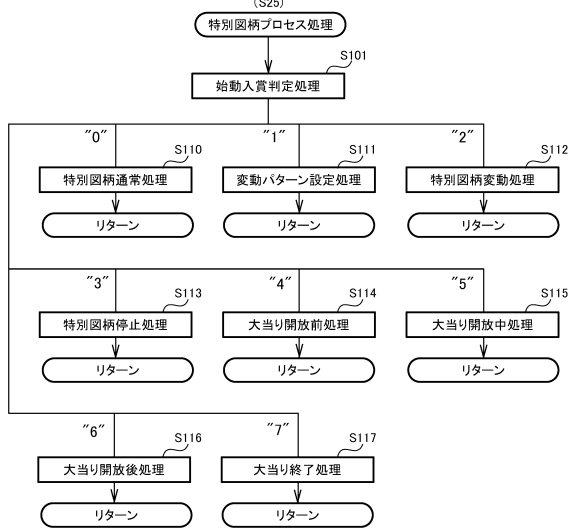 (S25)
特別図柄プロセス処理
S101
始動入賞判定処理
"0" "1" "2"
S110 S111 S112
特別図柄通常処理 変動パターン設定処理 特別図柄変動処理
リターン リターン リターン
"3" "4" "5"
S113 S114 S115
特別図柄停止処理 大当り開放前処理 大当り開放中処理
リターン リターン リターン
"6" "7"
S116 S117
大当り開放後処理 大当り終了処理
リターン リターン